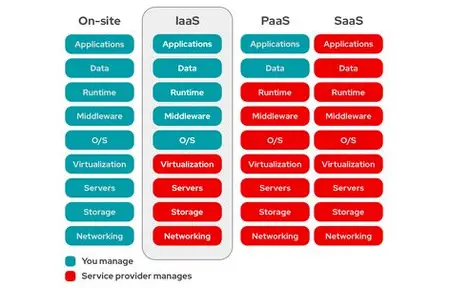 On-site IaaS PaaS SaaS
Applications Applications Applications Applications
Data Data Data Data
Runtime Runtime Runtime Runtime
Middleware Middleware Middleware Middleware
O/S O/S O/S O/S
Virtualization Virtualization Virtualization Virtualization
Servers Servers Servers Servers
Storage Storage Storage Storage
Networking Networking Networking Networking
You manage
Service provider manages